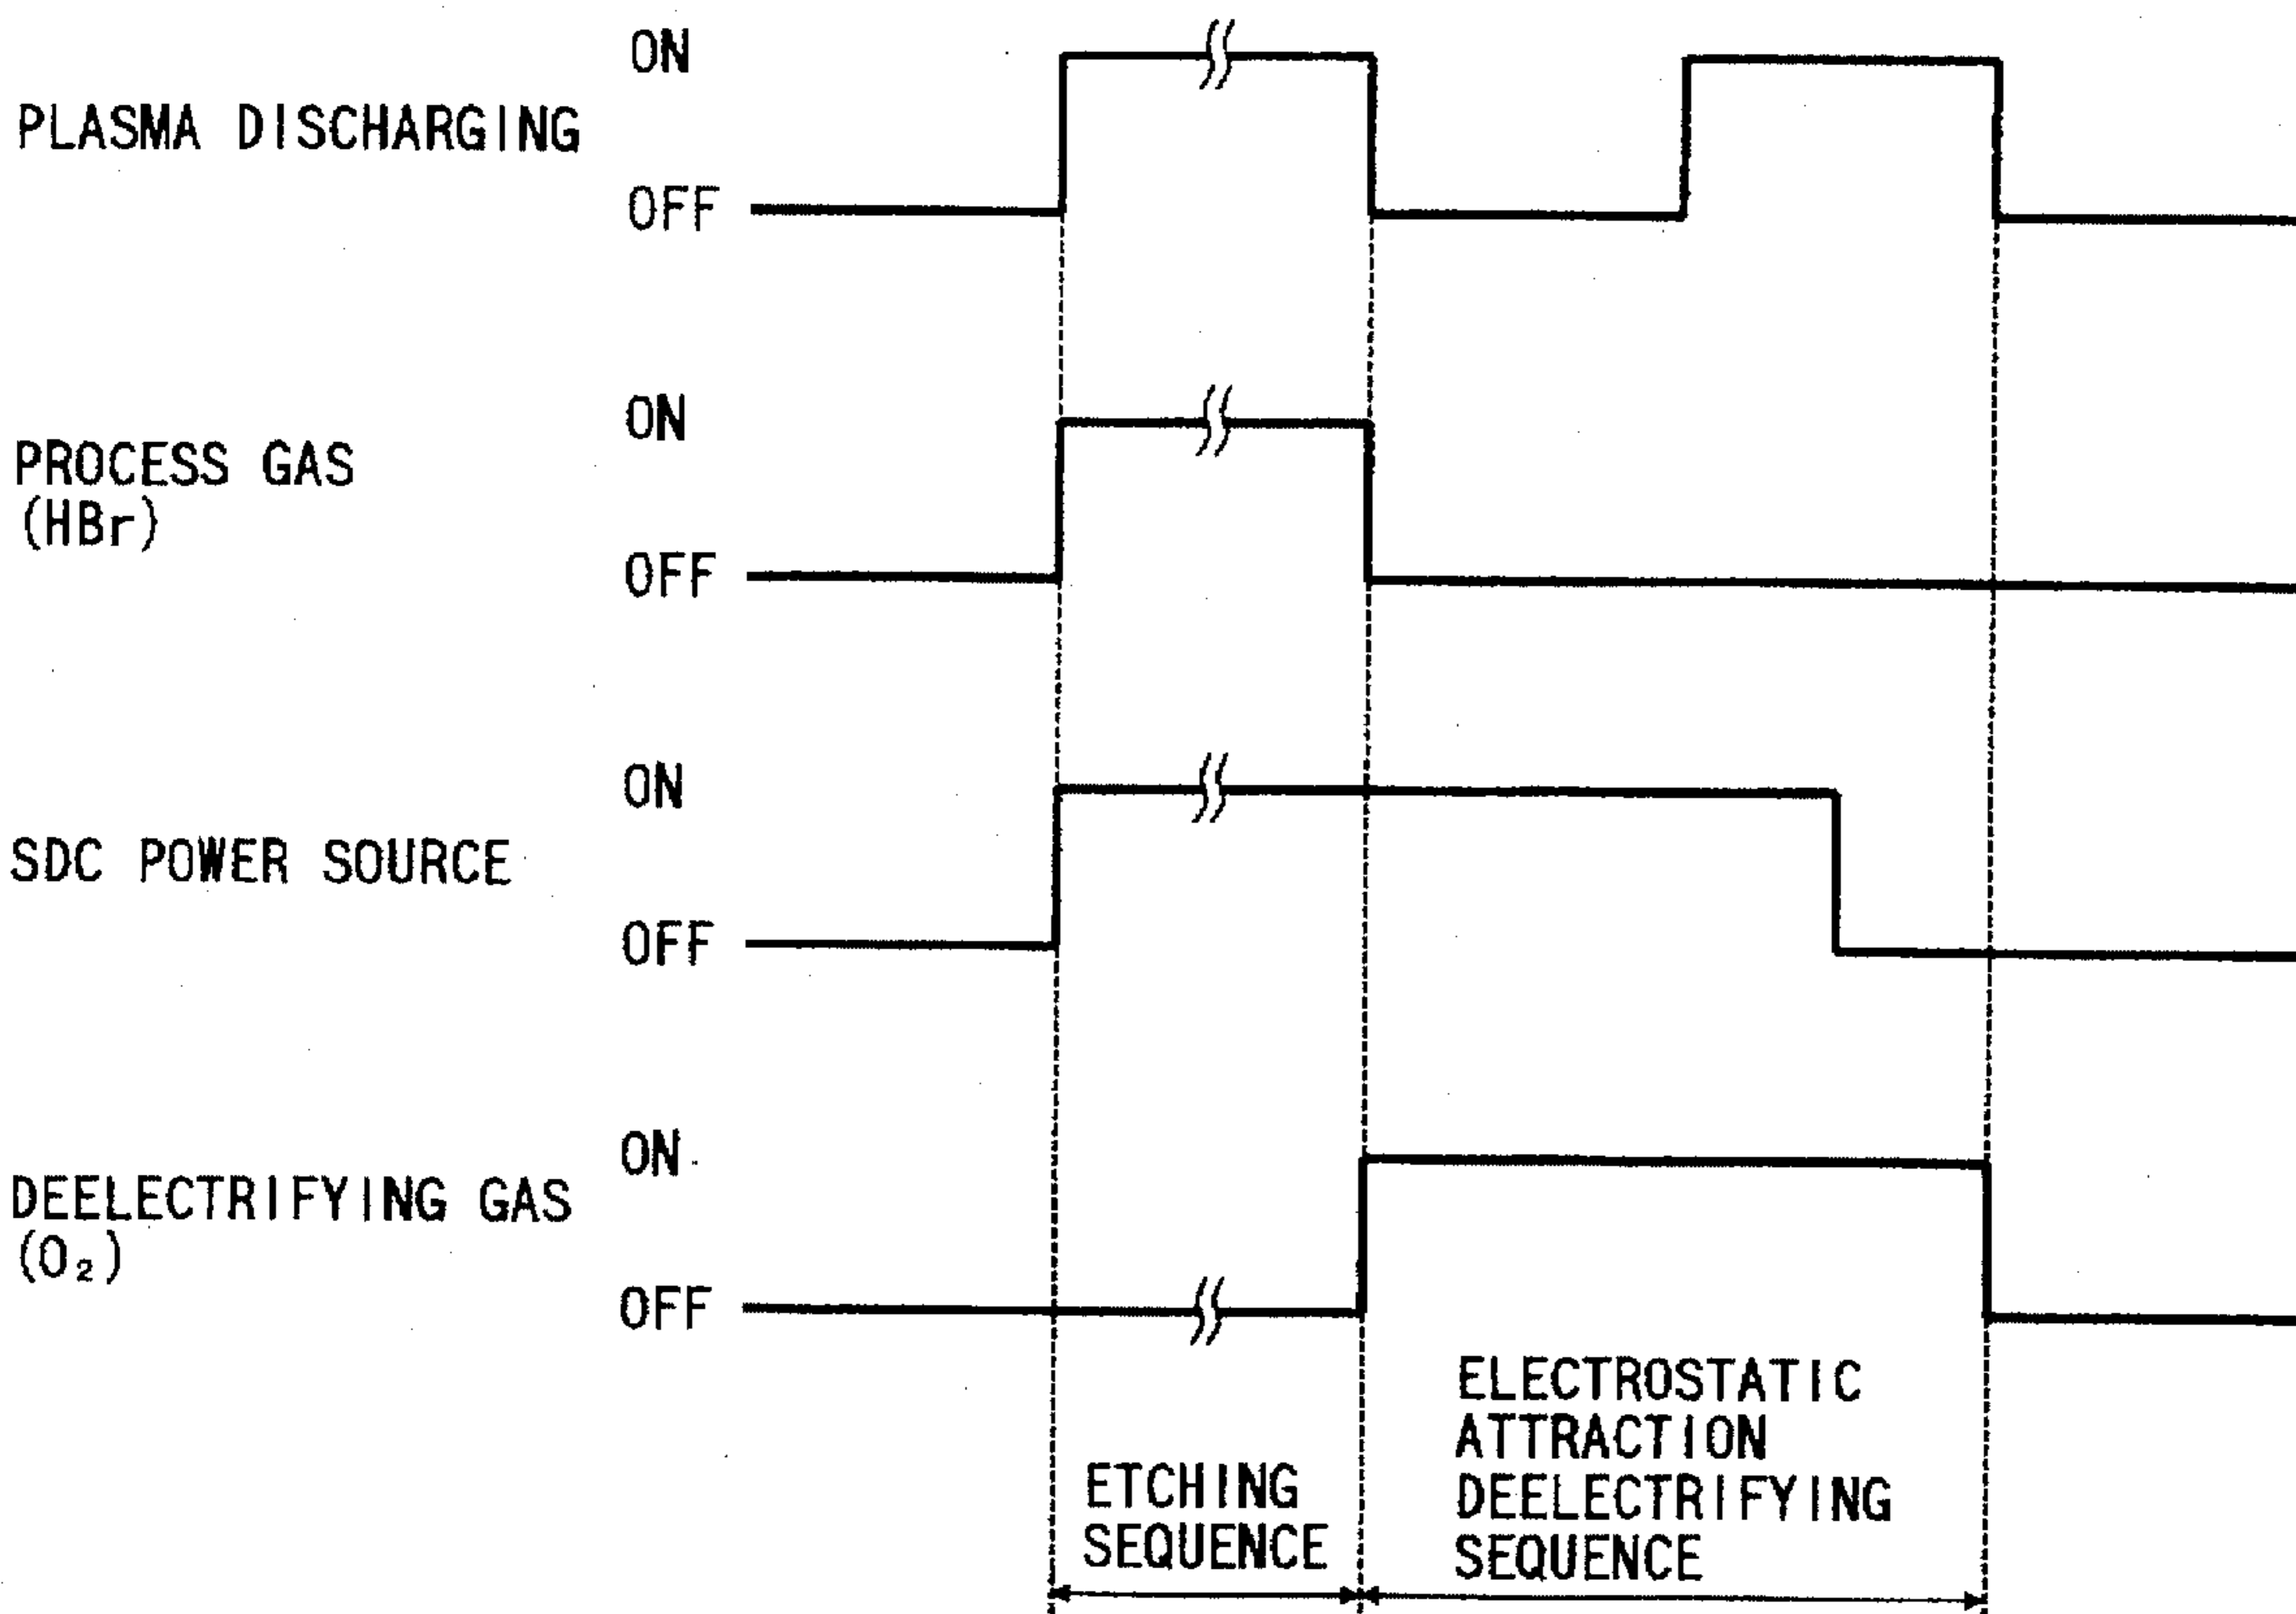 ON
PLASMA DISCHARGING
OFF
ON
PROCESS GAS
(HBr)
OFF
ON
SDC POWER SOURCE
OFF
ON
DEELECTRIFYING GAS
(O₂)
OFF
ETCHING
SEQUENCE
ELECTROSTATIC
ATTRACTION
DEELECTRIFYING
SEQUENCE